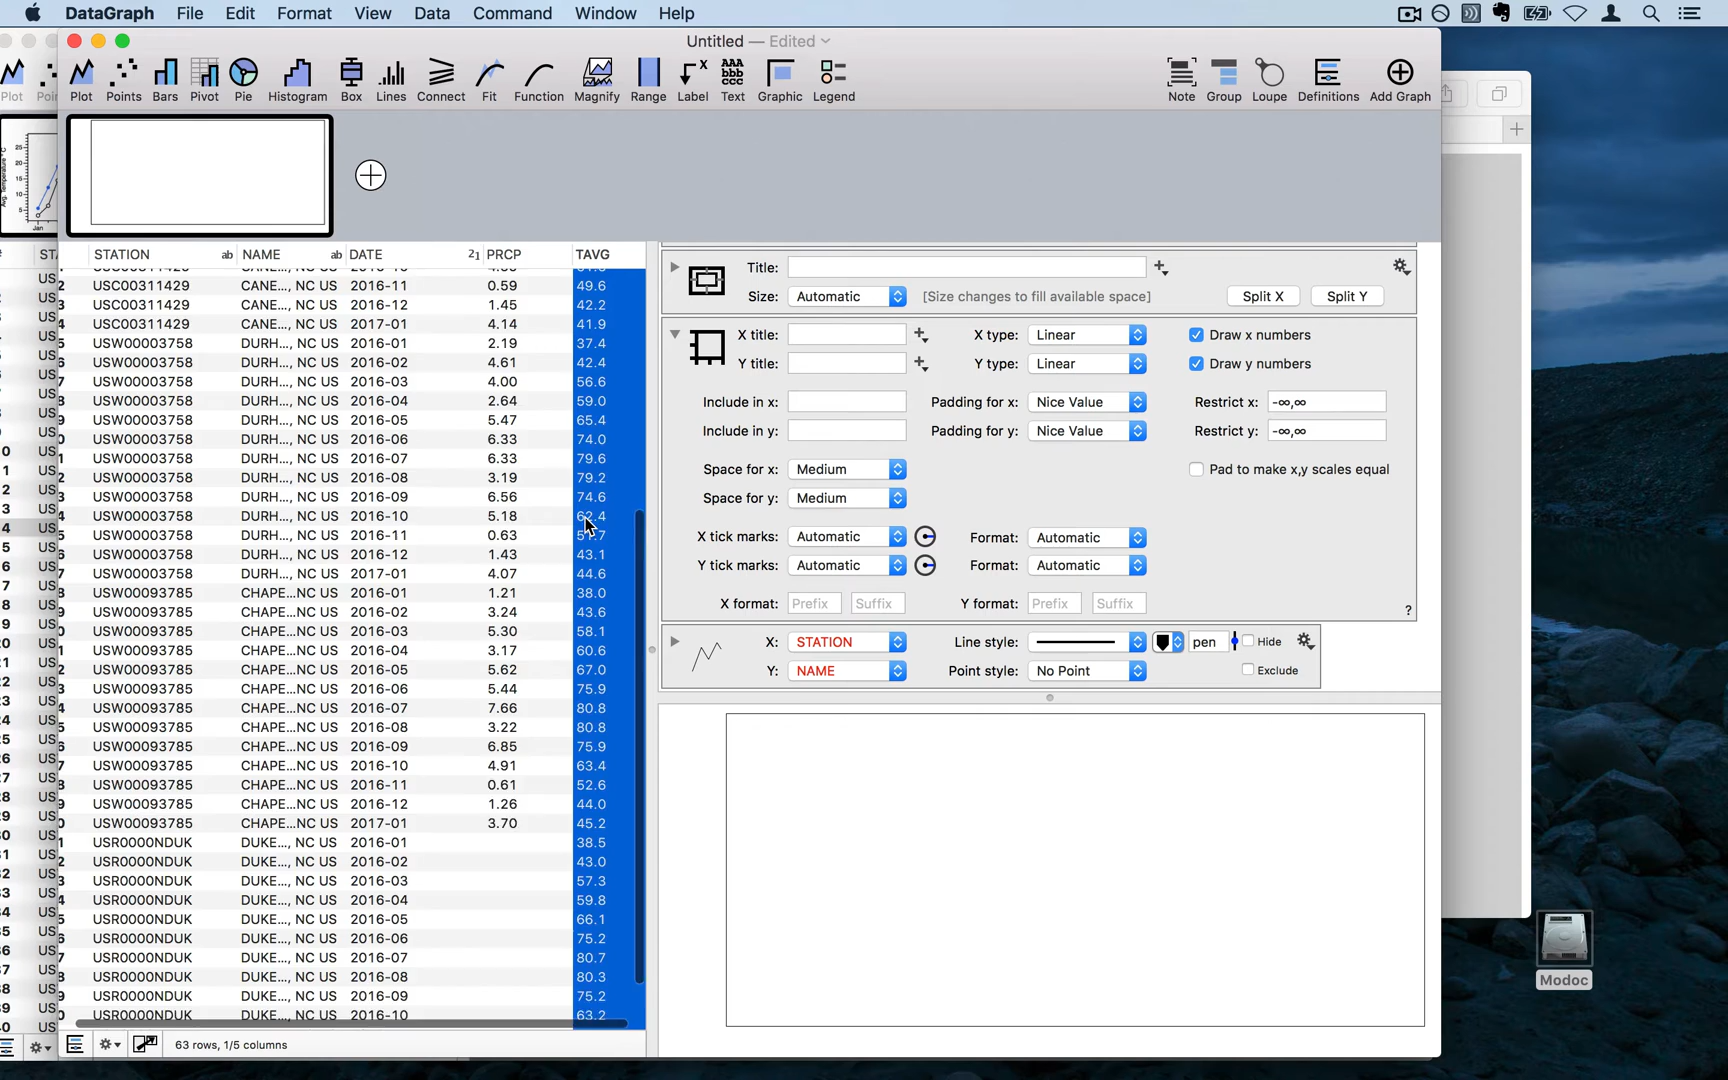 DataGraph File Edit Format View Data Command Window Help
Untitled — Edited
Plot Points Bars Pivot Pie Histogram Box Lines Connect Fit Function Magnify Range Label Text Graphic Legend Note Group Loupe Definitions Add Graph
STATION ab NAME ab DATE PRCP TAVG
USC00311429 CANE..., NC US 2016-11 0.59 49.6
USC00311429 CANE..., NC US 2016-12 1.45 42.2
USC00311429 CANE..., NC US 2017-01 4.14 41.9
USW00003758 DURH..., NC US 2016-01 2.19 37.4
USW00003758 DURH..., NC US 2016-02 4.61 42.4
USW00003758 DURH..., NC US 2016-03 4.00 56.6
USW00003758 DURH..., NC US 2016-04 2.64 59.0
USW00003758 DURH..., NC US 2016-05 5.47 65.4
USW00003758 DURH..., NC US 2016-06 6.33 74.0
USW00003758 DURH..., NC US 2016-07 6.33 79.6
USW00003758 DURH..., NC US 2016-08 3.19 79.2
USW00003758 DURH..., NC US 2016-09 6.56 74.6
USW00003758 DURH..., NC US 2016-10 5.18 62.4
USW00003758 DURH..., NC US 2016-11 0.63
USW00003758 DURH..., NC US 2016-12 1.43 43.1
USW00003758 DURH..., NC US 2017-01 4.07 44.6
USW00093785 CHAPE...NC US 2016-01 1.21 38.0
USW00093785 CHAPE...NC US 2016-02 3.24 43.6
USW00093785 CHAPE...NC US 2016-03 5.30 58.1
USW00093785 CHAPE...NC US 2016-04 3.17 60.6
USW00093785 CHAPE...NC US 2016-05 5.62 67.0
USW00093785 CHAPE...NC US 2016-06 5.44 75.9
USW00093785 CHAPE...NC US 2016-07 7.66 80.8
USW00093785 CHAPE...NC US 2016-08 3.22 80.8
USW00093785 CHAPE...NC US 2016-09 6.85 75.9
USW00093785 CHAPE...NC US 2016-10 4.91 63.4
USW00093785 CHAPE...NC US 2016-11 0.61 52.6
USW00093785 CHAPE...NC US 2016-12 1.26 44.0
USW00093785 CHAPE...NC US 2017-01 3.70 45.2
USR0000NDUK DUKE..., NC US 2016-01 38.5
USR0000NDUK DUKE..., NC US 2016-02 43.0
USR0000NDUK DUKE..., NC US 2016-03 57.3
USR0000NDUK DUKE..., NC US 2016-04 59.8
USR0000NDUK DUKE..., NC US 2016-05 66.1
USR0000NDUK DUKE..., NC US 2016-06 75.2
USR0000NDUK DUKE..., NC US 2016-07 80.7
USR0000NDUK DUKE..., NC US 2016-08 80.3
USR0000NDUK DUKE..., NC US 2016-09 75.2
USR0000NDUK DUKE..., NC US 2016-10 63.2
63 rows, 1/5 columns
Title:
Size: Automatic [Size changes to fill available space] Split X Split Y
X title: X type: Linear Draw x numbers
Y title: Y type: Linear Draw y numbers
Include in x: Padding for x: Nice Value Restrict x: -∞,∞
Include in y: Padding for y: Nice Value Restrict y: -∞,∞
Space for x: Medium Pad to make x,y scales equal
Space for y: Medium
X tick marks: Automatic Format: Automatic
Y tick marks: Automatic Format: Automatic
X format: Prefix Suffix Y format: Prefix Suffix ?
X: STATION Line style: pen Hide
Y: NAME Point style: No Point Exclude
Modoc